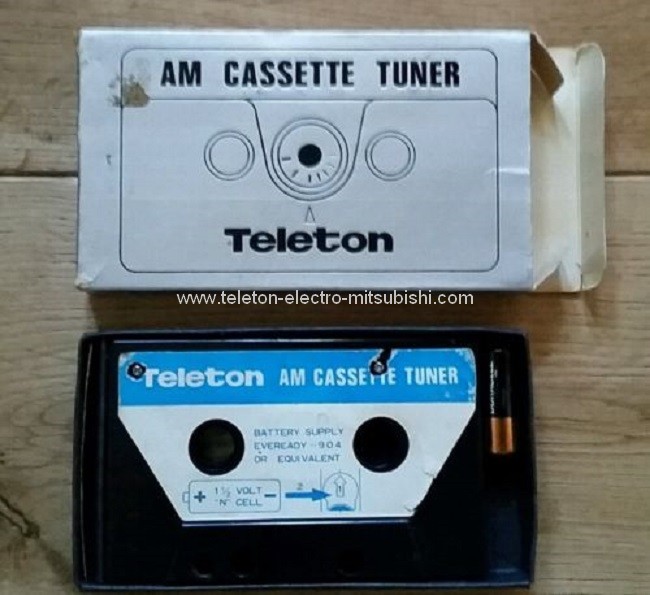 AM CASSETTE TUNER
Teleton
www.teleton-electro-mitsubishi.com
Teleton AM CASSETTE TUNER
BATTERY SUPPLY
EVEREADY-904
OR EQUIVALENT
+ 1½ VOLT -
"N" CELL
2
1